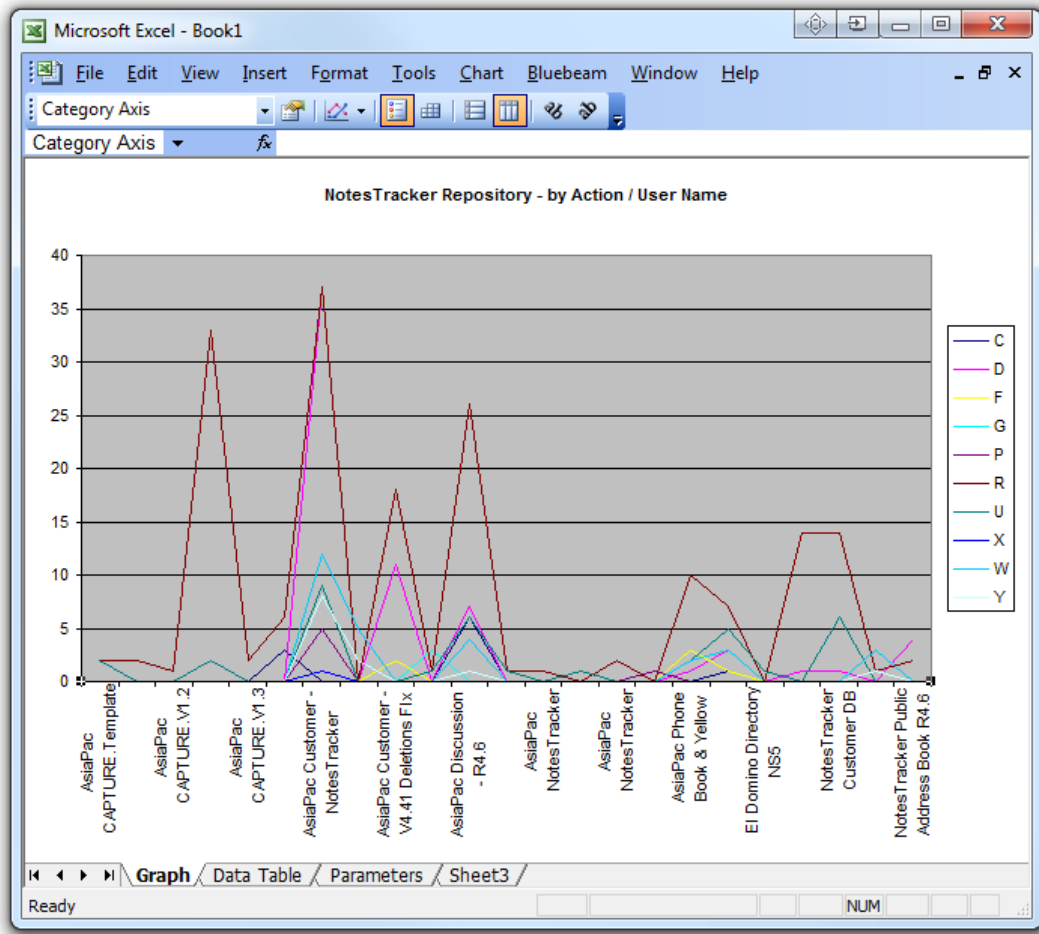 Microsoft Excel - Book1
File Edit View Insert Format Tools Chart Bluebeam Window Help
Category Axis
Category Axis fx
NotesTracker Repository - by Action / User Name
40
35
30
25
20
15
10
5
0
C
D
F
G
P
R
U
X
W
Y
AsiaPac
CAPTURE.Template
AsiaPac
CAPTURE.V1.2
AsiaPac
CAPTURE.V1.3
AsiaPac Customer -
NotesTracker
AsiaPac Customer -
V4.41 Deletions FIx
AsiaPac Discussion
- R4.6
AsiaPac
NotesTracker
AsiaPac
NotesTracker
AsiaPac Phone
Book & Yellow
EI Domino Directory
NS5
NotesTracker
Customer DB
NotesTracker Public
Address Book R4.6
Graph Data Table Parameters Sheet3
Ready NUM